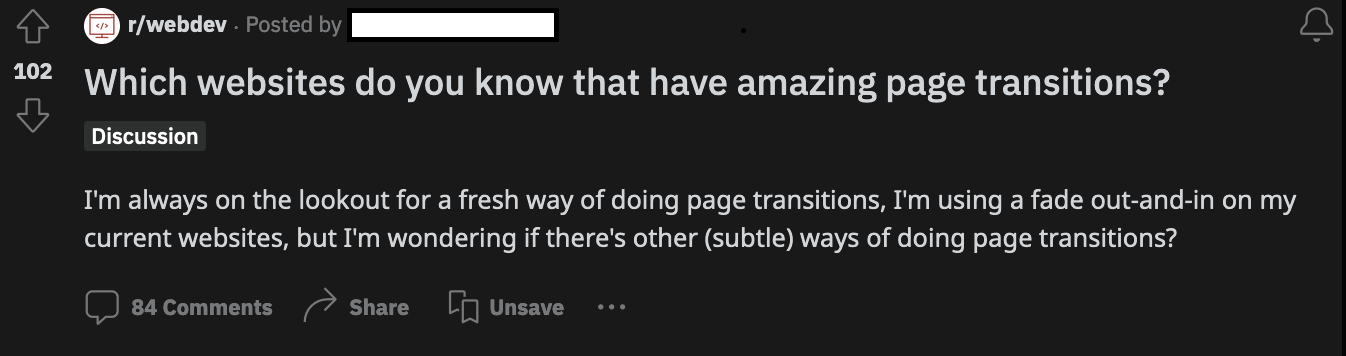 r/webdev · Posted by
102
Which websites do you know that have amazing page transitions?
Discussion
I'm always on the lookout for a fresh way of doing page transitions, I'm using a fade out-and-in on my
current websites, but I'm wondering if there's other (subtle) ways of doing page transitions?
84 Comments Share Unsave ···